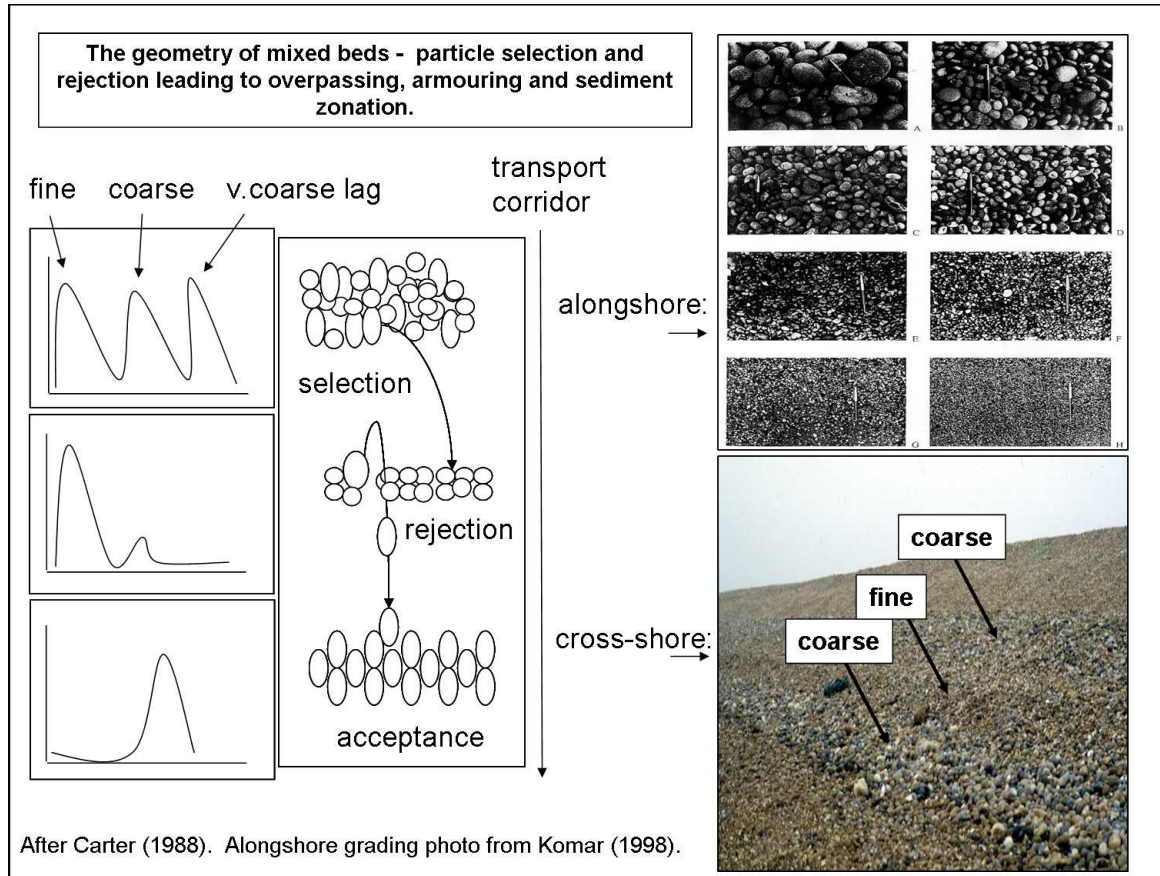 The geometry of mixed beds - particle selection and
rejection leading to overpassing, armouring and sediment
zonation.
fine
coarse
v.coarse lag
transport
corridor
selection
rejection
acceptance
alongshore:
cross-shore:
A
B
C
D
E
F
G
H
coarse
fine
coarse
After Carter (1988). Alongshore grading photo from Komar (1998).